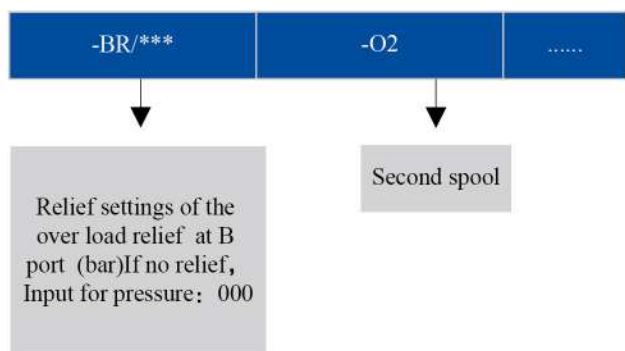 -BR/***
-O2
......
Relief settings of the
over load relief at B
port (bar)If no relief,
Input for pressure：000
Second spool